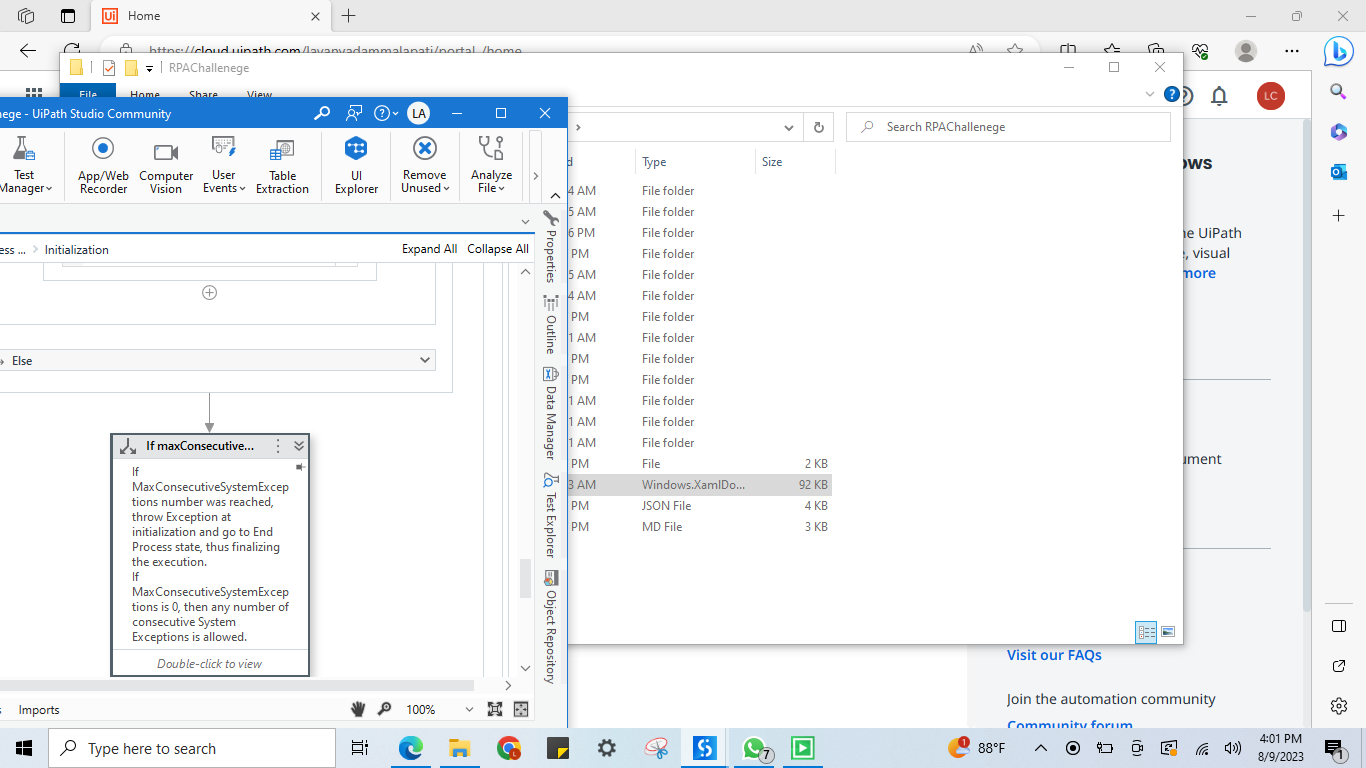 Home
https://cloud.uipath.com/lavanyadammalapati/portal_/home
RPAChallenege
File Home Share View
nege - UiPath Studio Community
LA
LC
Search RPAChallenege
Test
Manager
App/Web
Recorder
Computer
Vision
User
Events
Table
Extraction
UI
Explorer
Remove
Unused
Analyze
File
ess ... Initialization
Expand All Collapse All
Else
If maxConsecutive...
If
MaxConsecutiveSystemExcep
tions number was reached,
throw Exception at
initialization and go to End
Process state, thus finalizing
the execution.
If
MaxConsecutiveSystemExcep
tions is 0, then any number of
consecutive System
Exceptions is allowed.
Double-click to view
Imports
100%
Properties
Outline
Data Manager
Test Explorer
Object Repository
d Type Size
4 AM File folder
5 AM File folder
6 PM File folder
PM File folder
5 AM File folder
4 AM File folder
PM File folder
1 AM File folder
PM File folder
PM File folder
1 AM File folder
1 AM File folder
1 AM File folder
PM File 2 KB
3 AM Windows.XamlDo... 92 KB
PM JSON File 4 KB
PM MD File 3 KB
ows
he UiPath
e, visual
more
ument
Visit our FAQs
Join the automation community
Community forum
Type here to search
7
1
88°F
4:01 PM
8/9/2023
1